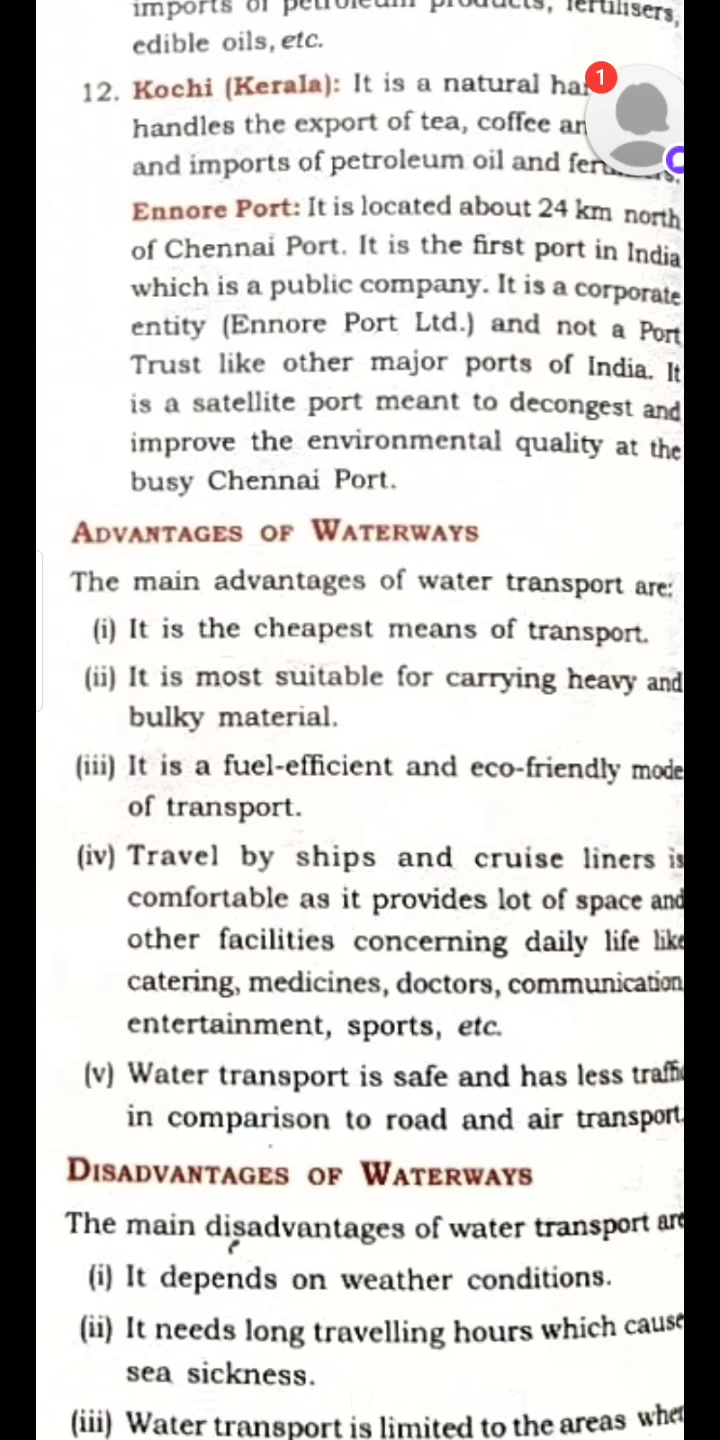 imports of petroleum products, fertilisers,
edible oils, etc.
12. Kochi (Kerala): It is a natural
1
handles the export of tea, coffee
and imports of petroleum oil and
Ennore Port: It is located about 24 km north
of Chennai Port. It is the first port in India
which is a public company. It is a corporate
entity (Ennore Port Ltd.) and not a Port
Trust like other major ports of India. It
is a satellite port meant to decongest and
improve the environmental quality at the
busy Chennai Port.
ADVANTAGES OF WATERWAYS
The main advantages of water transport are:
(i) It is the cheapest means of transport.
(ii) It is most suitable for carrying heavy and
bulky material.
(iii) It is a fuel-efficient and eco-friendly mode
of transport.
(iv) Travel by ships and cruise liners is
comfortable as it provides lot of space and
other facilities concerning daily life like
catering, medicines, doctors, communication
entertainment, sports, etc.
(v) Water transport is safe and has less traffic
in comparison to road and air transport.
DISADVANTAGES OF WATERWAYS
The main disadvantages of water transport are
(i) It depends on weather conditions.
(ii) It needs long travelling hours which cause
sea sickness.
(iii) Water transport is limited to the areas